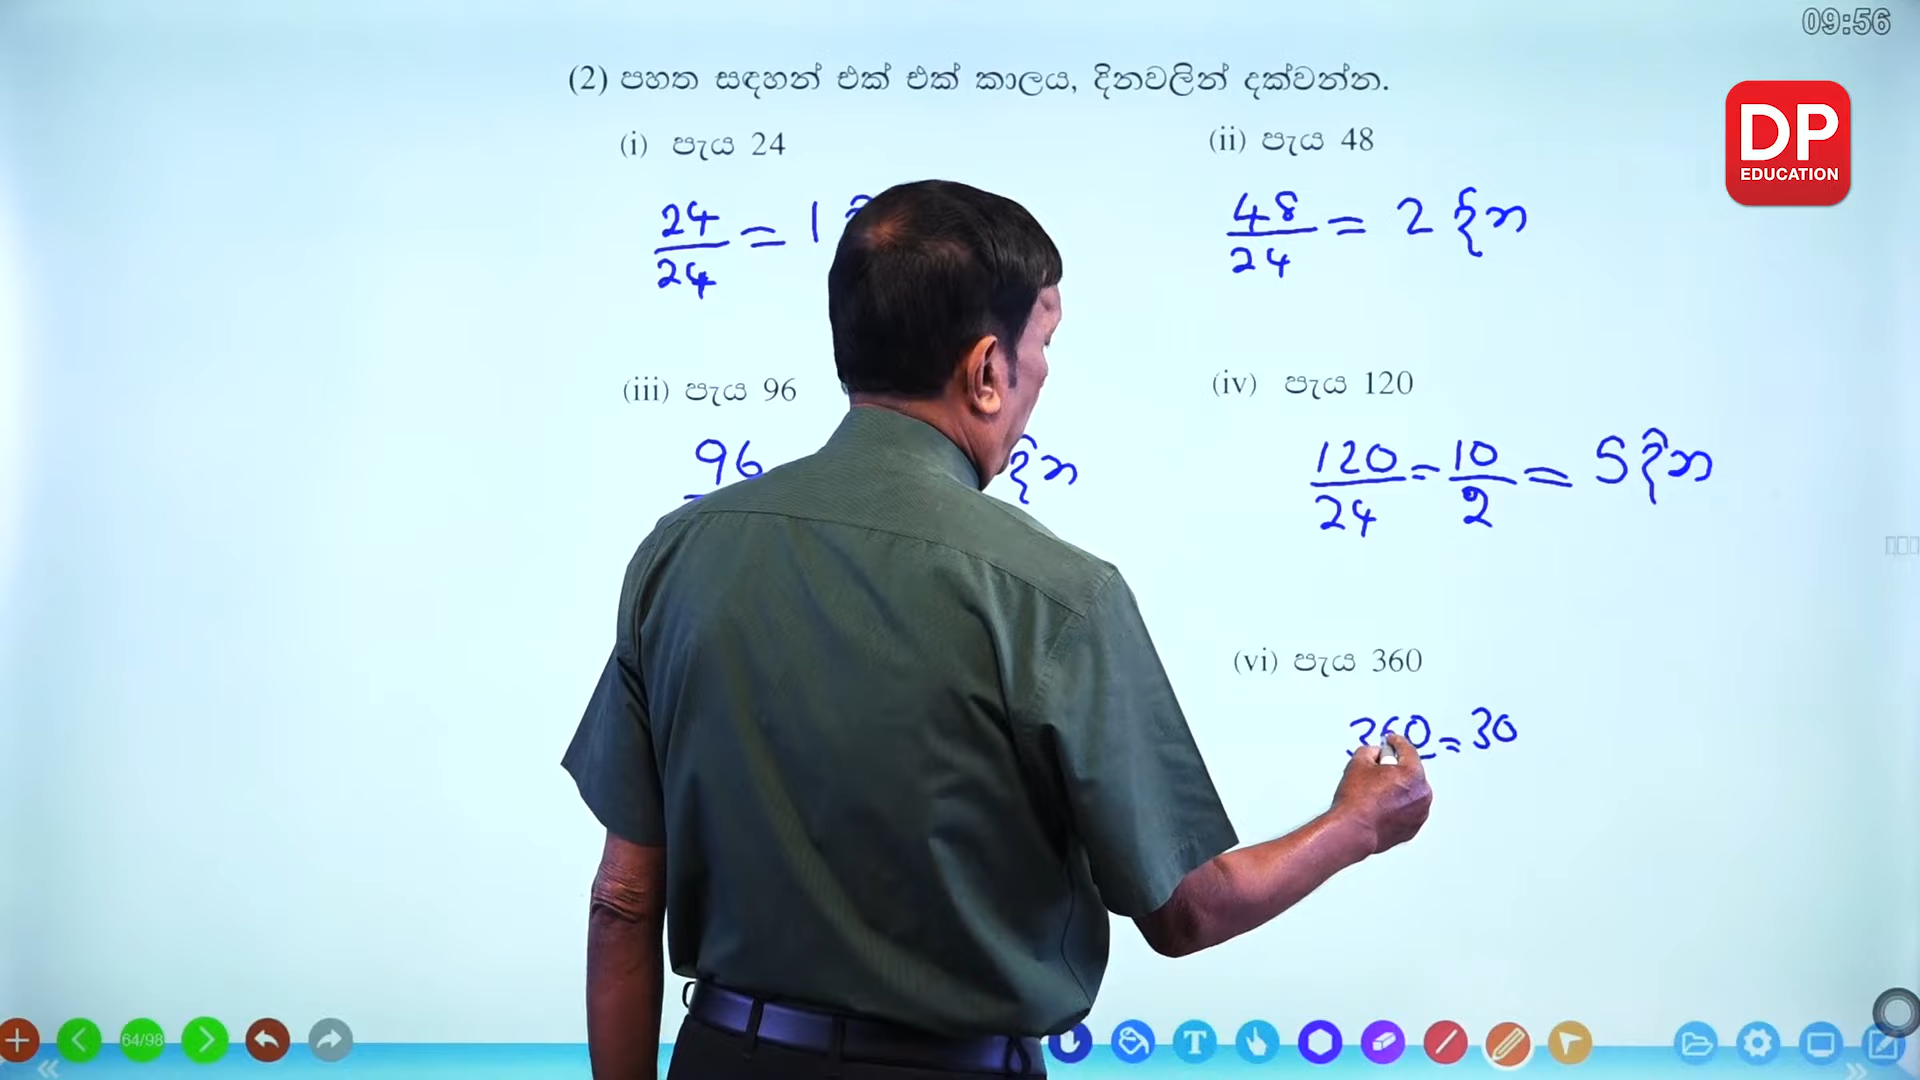 09:56
(2) පහත සඳහන් එක් එක් කාලය, දිනවලින් දක්වන්න.
DP
EDUCATION
(i) පැය 24
24/24 = 1
(ii) පැය 48
48/24 = 2 දින
(iii) පැය 96
96 දින
(iv) පැය 120
120/24 = 10/2 = 5 දින
(vi) පැය 360
360 = 30
64/98
T